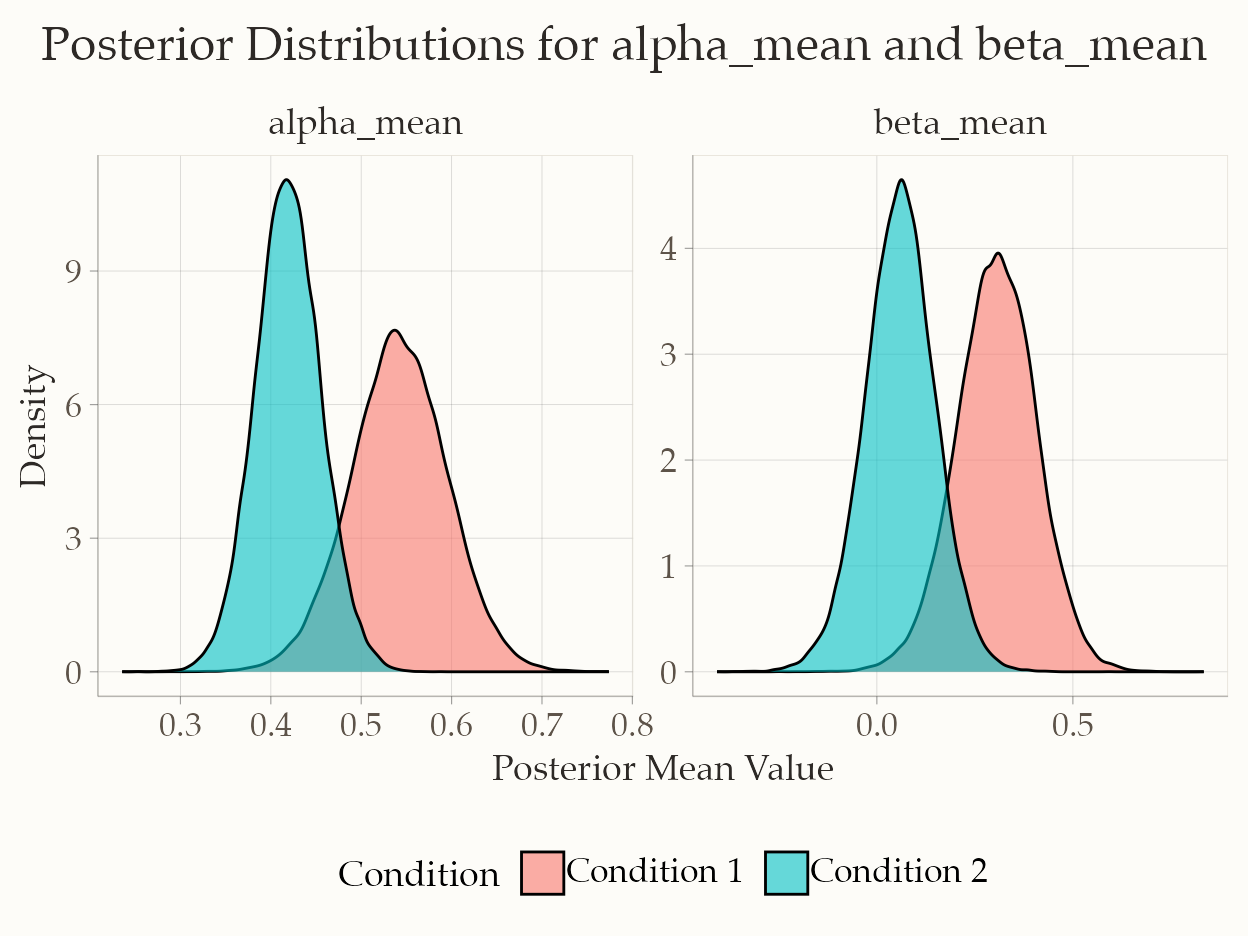 Posterior Distributions for alpha_mean and beta_mean
alpha_mean
beta_mean
Density
9
6
3
0
0.3 0.4 0.5 0.6 0.7 0.8
4
3
2
1
0
0.0 0.5
Posterior Mean Value
Condition Condition 1 Condition 2